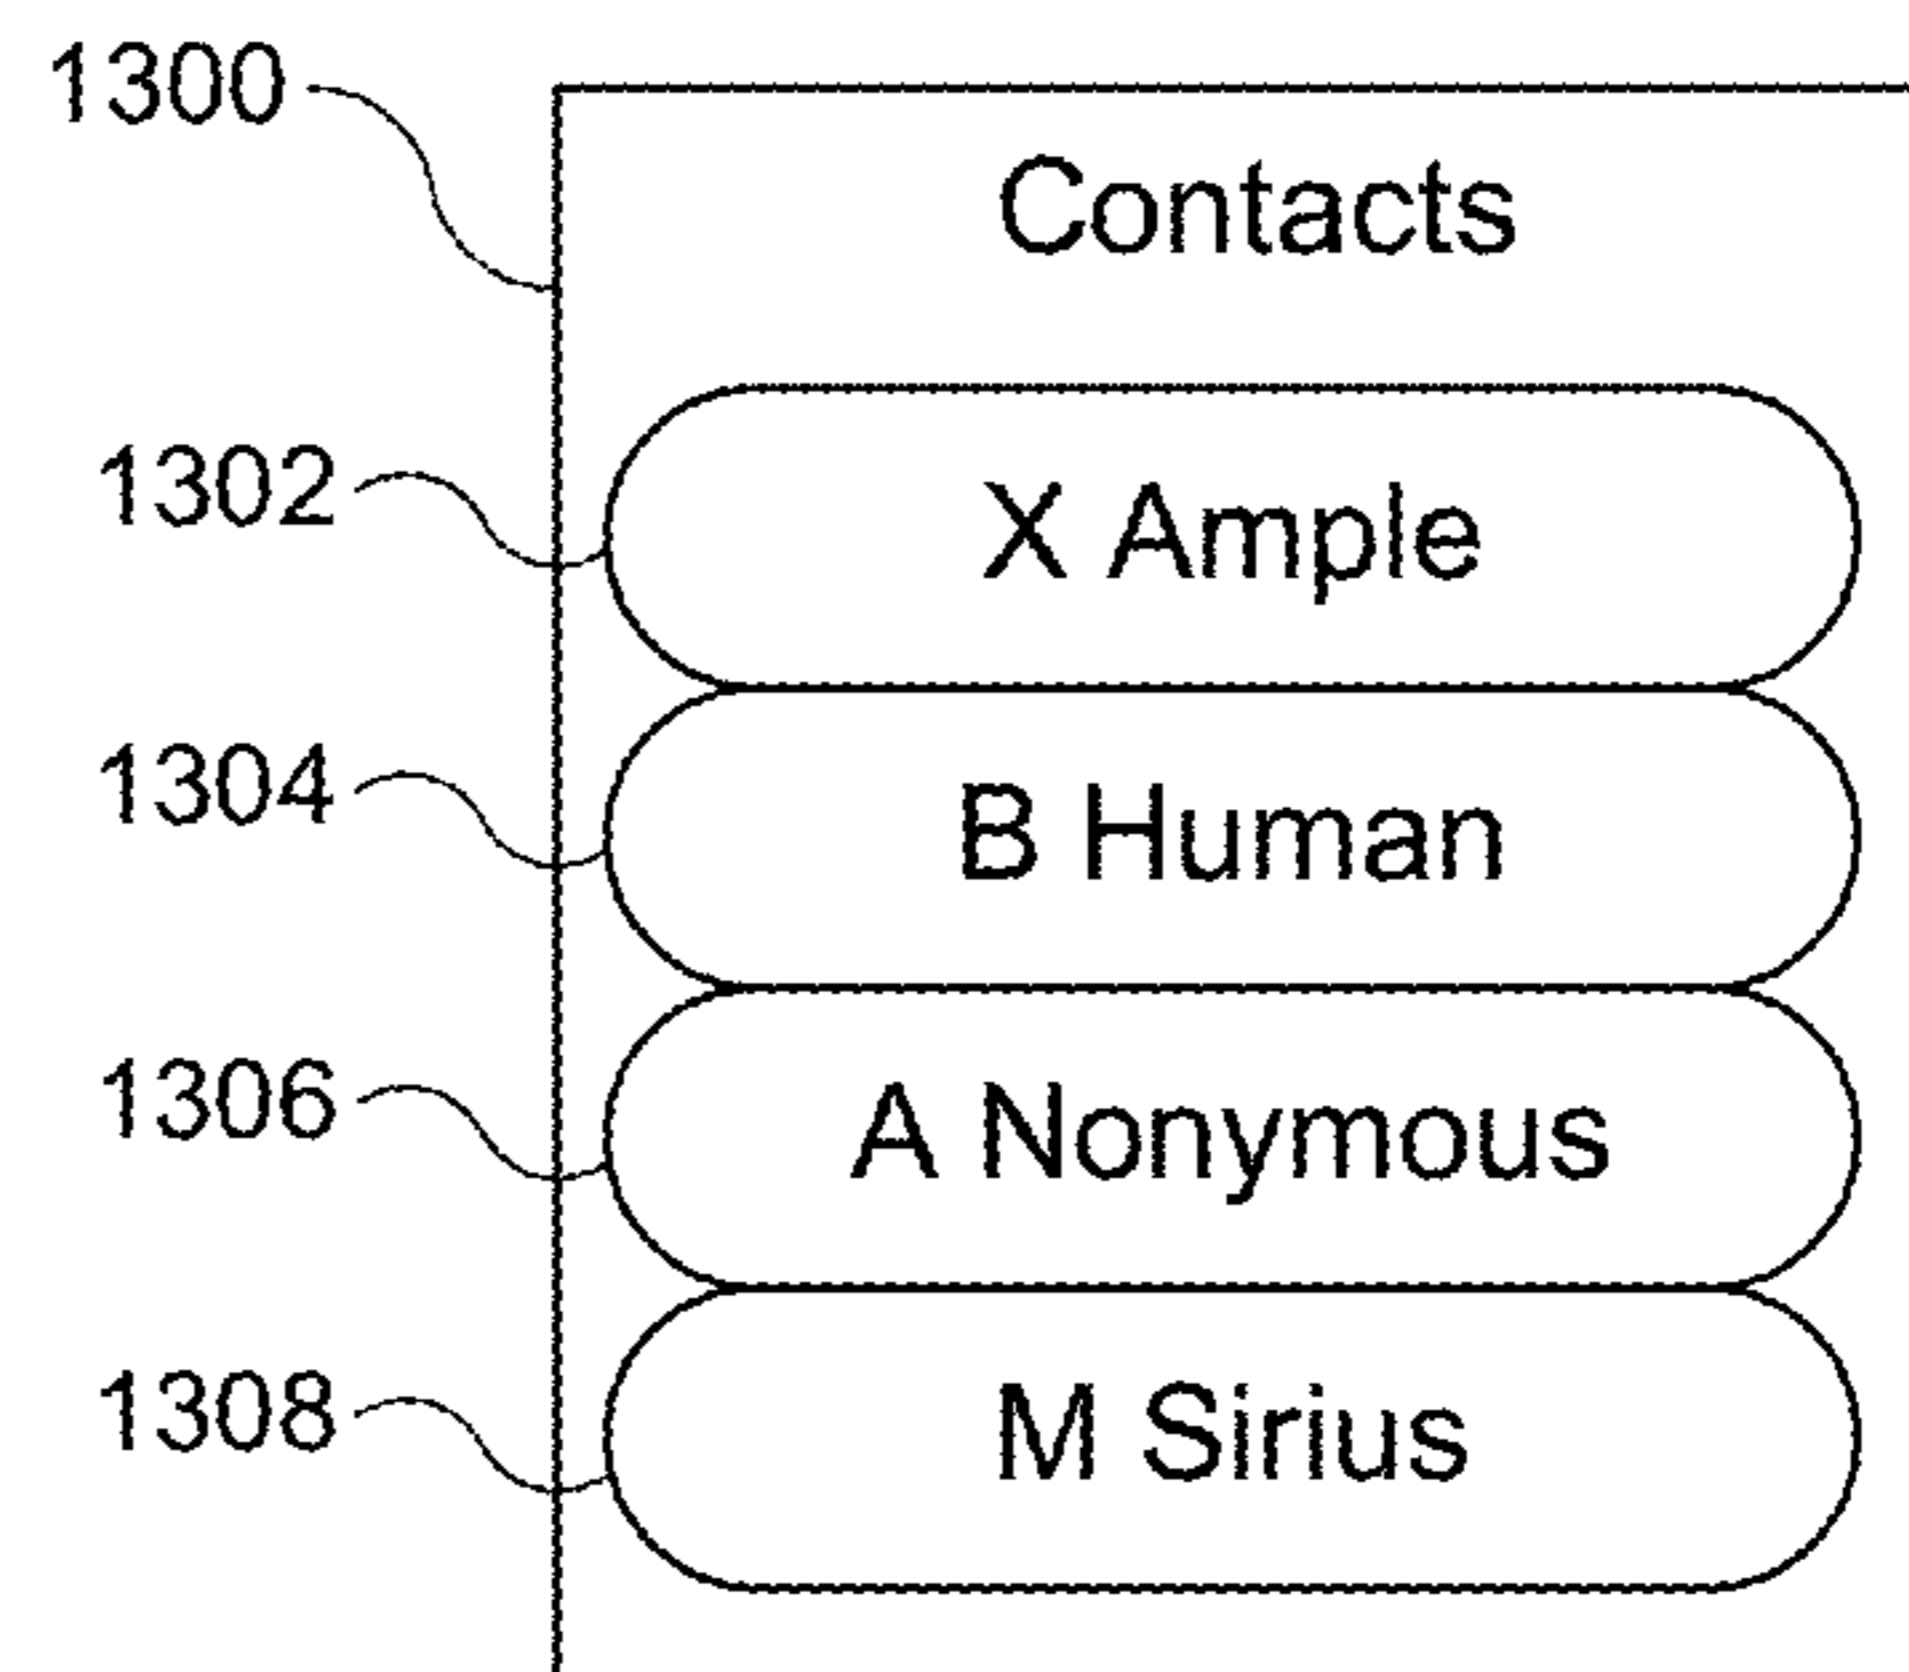 1300
Contacts
1302
X Ample
1304
B Human
1306
A Nonymous
1308
M Sirius